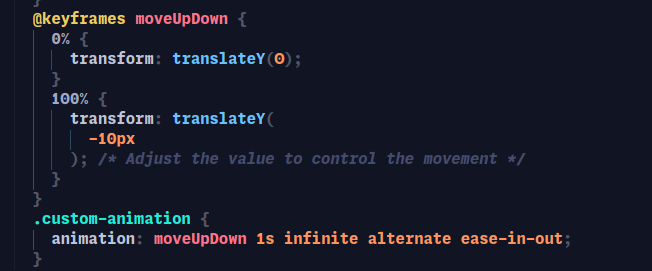 }
@keyframes moveUpDown {
  0% {
    transform: translateY(0);
  }
  100% {
    transform: translateY(
      -10px
    ); /* Adjust the value to control the movement */
  }
}
.custom-animation {
  animation: moveUpDown 1s infinite alternate ease-in-out;
}